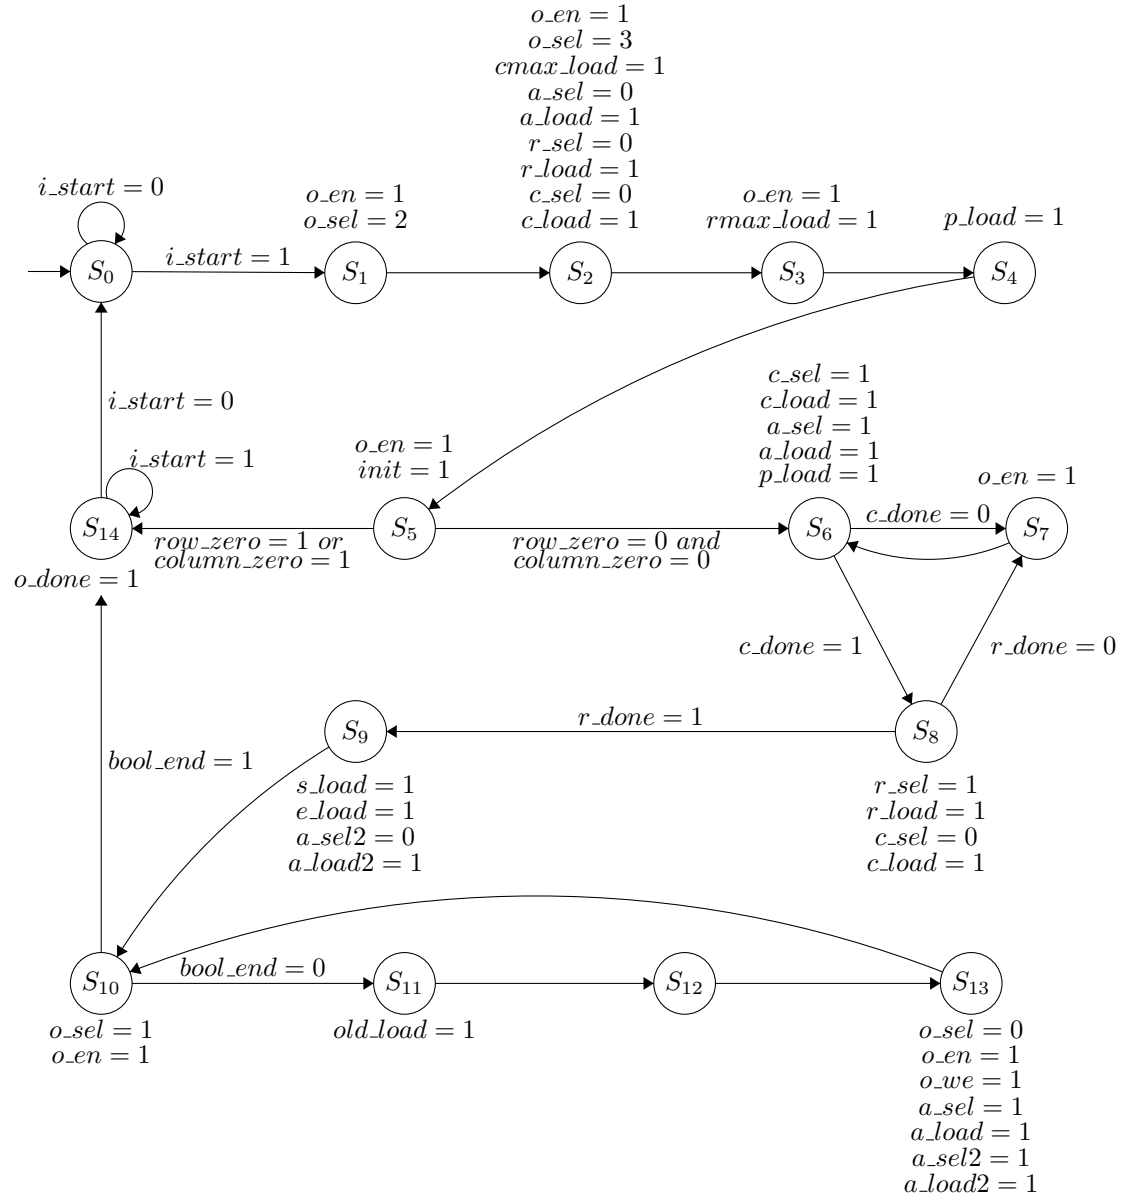 o_en = 1
o_sel = 3
cmax_load = 1
a_sel = 0
a_load = 1
r_sel = 0
r_load = 1
c_sel = 0
c_load = 1
i_start = 0
o_en = 1
o_sel = 2
o_en = 1
rmax_load = 1
p_load = 1
S0
i_start = 1
S1
S2
S3
S4
i_start = 0
c_sel = 1
c_load = 1
a_sel = 1
a_load = 1
p_load = 1
i_start = 1
o_en = 1
init = 1
o_en = 1
S14
row_zero = 1 or
column_zero = 1
S5
row_zero = 0 and
column_zero = 0
S6
c_done = 0
S7
o_done = 1
c_done = 1
r_done = 0
bool_end = 1
S9
r_done = 1
S8
s_load = 1
e_load = 1
a_sel2 = 0
a_load2 = 1
r_sel = 1
r_load = 1
c_sel = 0
c_load = 1
S10
bool_end = 0
S11
S12
S13
o_sel = 1
o_en = 1
old_load = 1
o_sel = 0
o_en = 1
o_we = 1
a_sel = 1
a_load = 1
a_sel2 = 1
a_load2 = 1